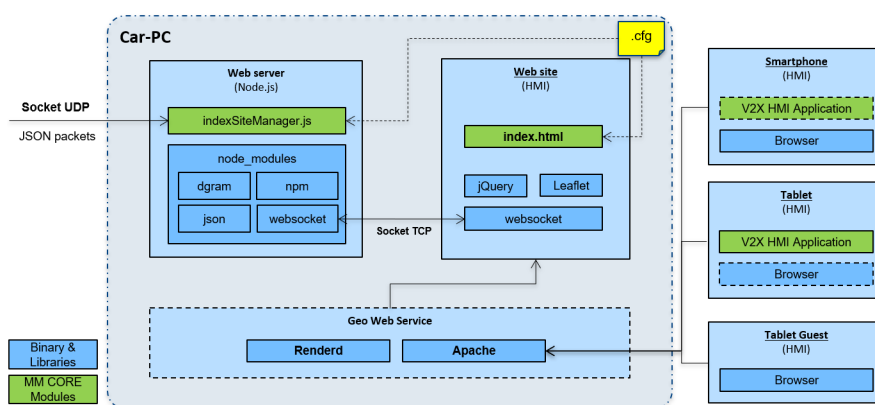 Car-PC
.cfg
Web server
(Node.js)
indexSiteManager.js
node_modules
dgram
npm
json
websocket
Socket UDP
JSON packets
Socket TCP
Web site
(HMI)
index.html
jQuery
Leaflet
websocket
Geo Web Service
Renderd
Apache
Smartphone
(HMI)
V2X HMI Application
Browser
Tablet
(HMI)
V2X HMI Application
Browser
Tablet Guest
(HMI)
Browser
Binary &
Libraries
MM CORE
Modules